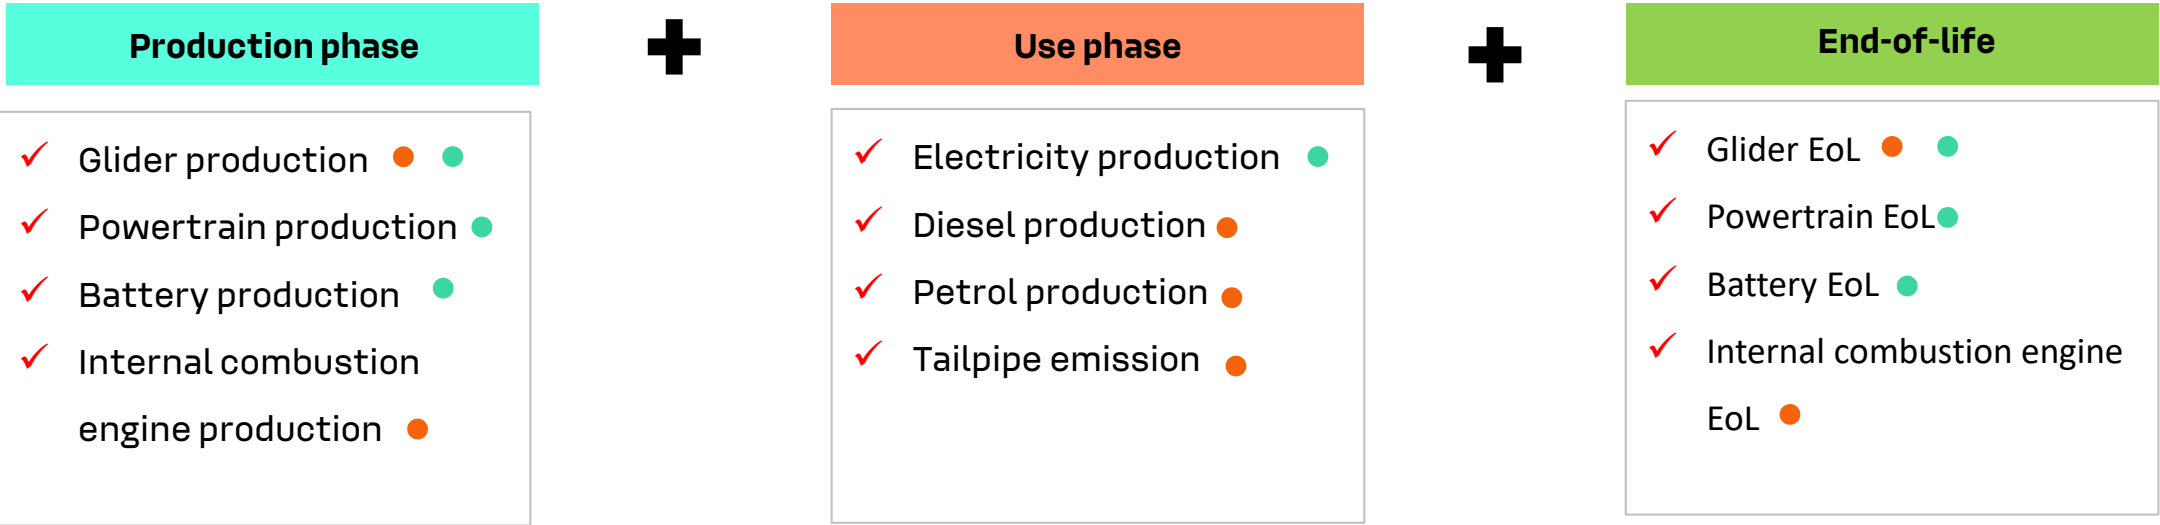 Production phase
Glider production
Powertrain production
Battery production
Internal combustion
engine production
Use phase
Electricity production
Diesel production
Petrol production
Tailpipe emission
End-of-life
Glider EoL
Powertrain EoL
Battery EoL
Internal combustion engine
EoL